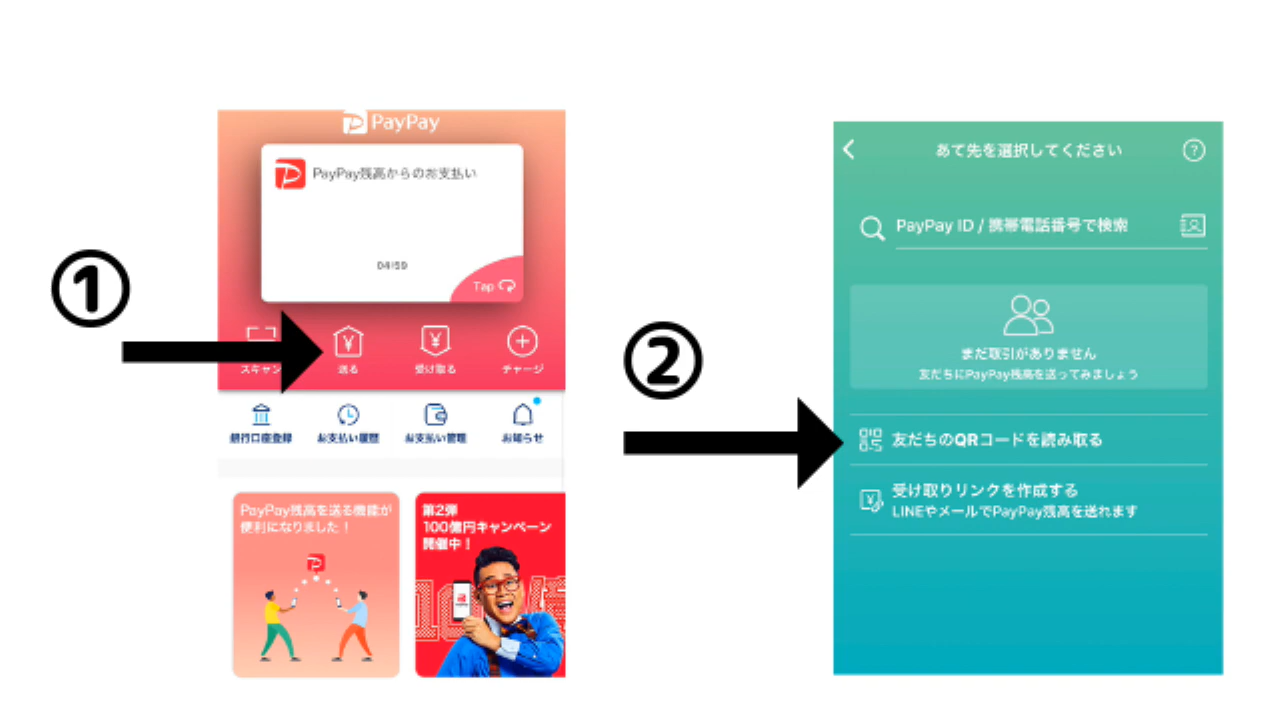 ①
PayPay
PayPay残高からのお支払い
04:59
Tap
スキャン
送る
受け取る
チャージ
銀行口座登録
お支払い履歴
お支払い管理
お知らせ
PayPay残高を送る機能が
便利になりました！
第2弾
100億円キャンペーン
開催中！
100億
PayPay
②
あて先を選択してください
?
PayPay ID / 携帯電話番号で検索
まだ取引がありません
友だちにPayPay残高を送ってみましょう
友だちのQRコードを読み取る
受け取りリンクを作成する
LINEやメールでPayPay残高を送れます